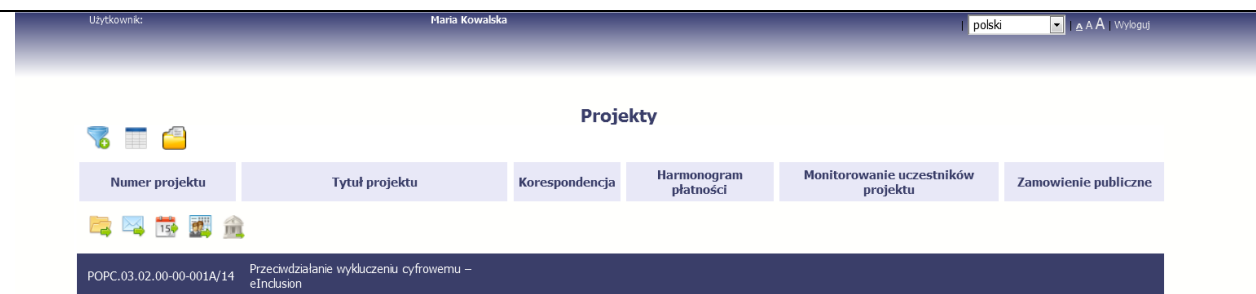 Użytkownik: Maria Kowalska | polski | A A A | Wyloguj
Projekty
Numer projektu Tytuł projektu Korespondencja Harmonogram płatności Monitorowanie uczestników projektu Zamowienie publiczne
15
POPC.03.02.00-00-001A/14 Przeciwdziałanie wykluczeniu cyfrowemu –
eInclusion